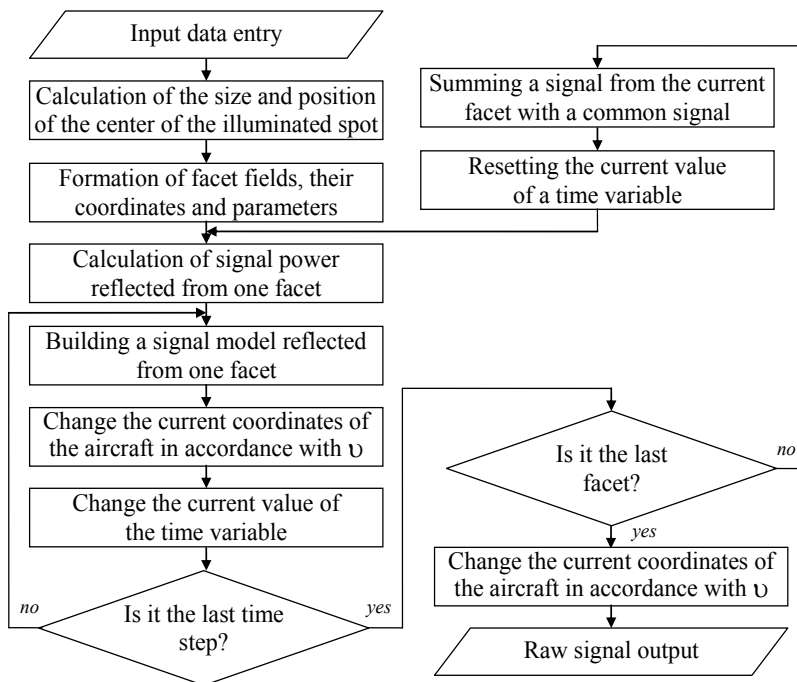 Input data entry
Calculation of the size and position
of the center of the illuminated spot
Formation of facet fields, their
coordinates and parameters
Calculation of signal power
reflected from one facet
Building a signal model reflected
from one facet
Change the current coordinates of
the aircraft in accordance with υ
Change the current value of
the time variable
no
Is it the last time
step?
yes
Summing a signal from the current
facet with a common signal
Resetting the current value
of a time variable
Is it the last
facet?
no
yes
Change the current coordinates of
the aircraft in accordance with υ
Raw signal output